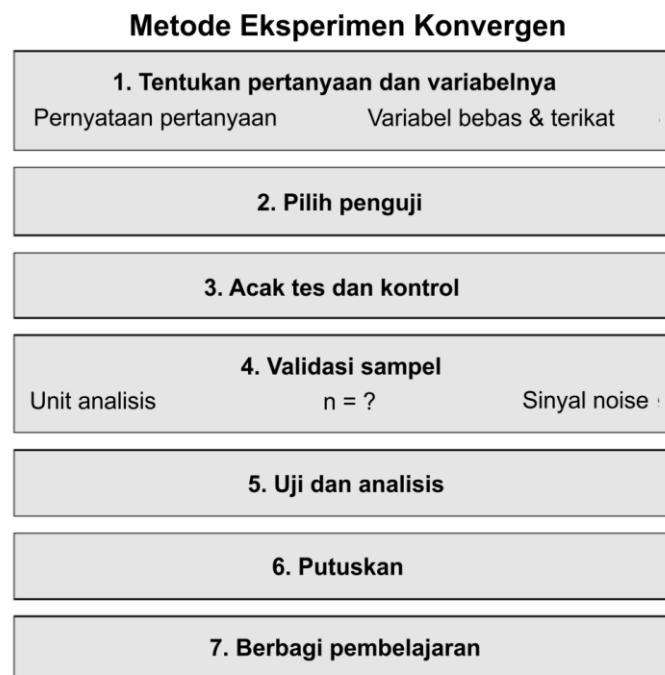 Metode Eksperimen Konvergen
1. Tentukan pertanyaan dan variabelnya
Pernyataan pertanyaan Variabel bebas & terikat
2. Pilih penguji
3. Acak tes dan kontrol
4. Validasi sampel
Unit analisis n = ? Sinyal noise
5. Uji dan analisis
6. Putuskan
7. Berbagi pembelajaran